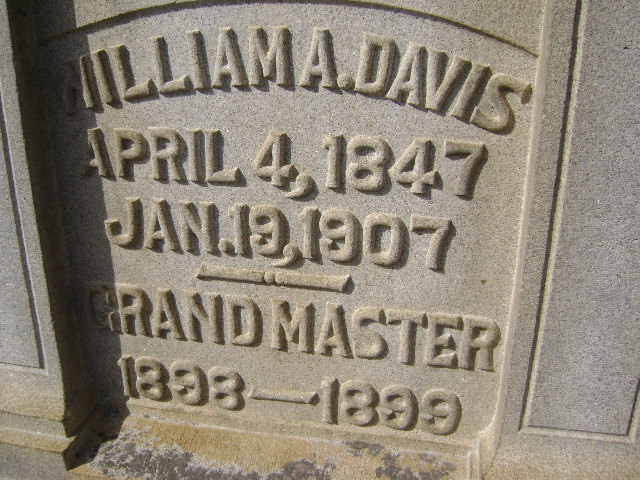 WILLIAM A. DAVIS
APRIL 4, 1847
JAN. 19, 1907
GRAND MASTER
1898—1899